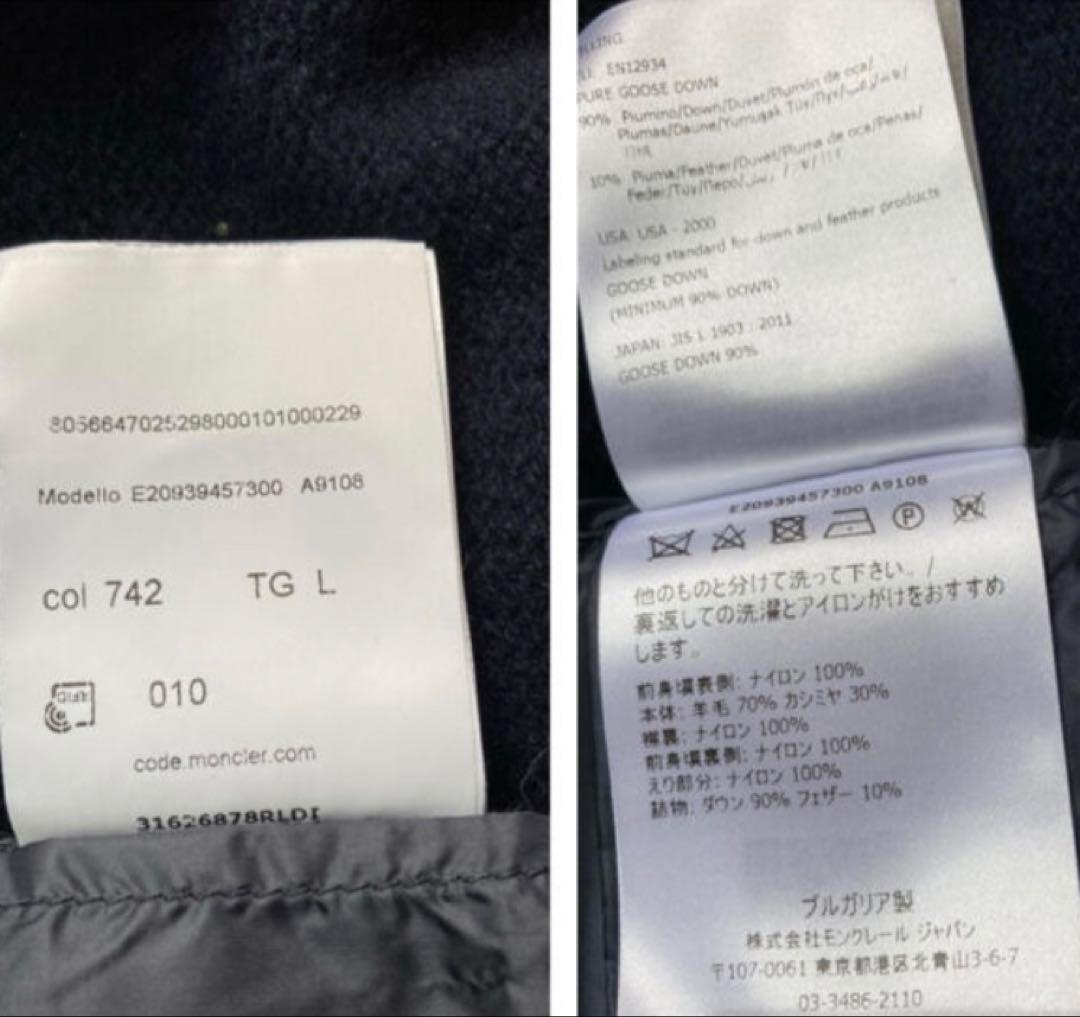 8056647025298000101000229
Modello E20939457300 A9108
col 742 TG L
010
code.moncler.com
31626878RLDI
EN12934
PURE GOOSE DOWN
90% Piumino/Down/Duvet/Plumón de oca/
Plumas/Daune/Yumuşak Tüy/Пух/
10% Piuma/Feather/Duvet/Pluma de oca/Penas/
Feder/Tüy/Перо/
USA: USA - 2000
Labeling standard for down and feather products
GOOSE DOWN
(MINIMUM 90% DOWN)
JAPAN: JIS L 1903 : 2011
GOOSE DOWN 90%
E20939457300 A9108
P
W
他のものと分けて洗って下さい。/
裏返しての洗濯とアイロンがけをおすすめ
します。
前身頃裏側: ナイロン 100%
本体: 羊毛 70% カシミヤ 30%
襟裏: ナイロン 100%
前身頃裏側: ナイロン 100%
えり部分: ナイロン 100%
詰物: ダウン 90% フェザー 10%
ブルガリア製
株式会社モンクレール ジャパン
〒107-0061 東京都港区北青山3-6-7
03-3486-2110